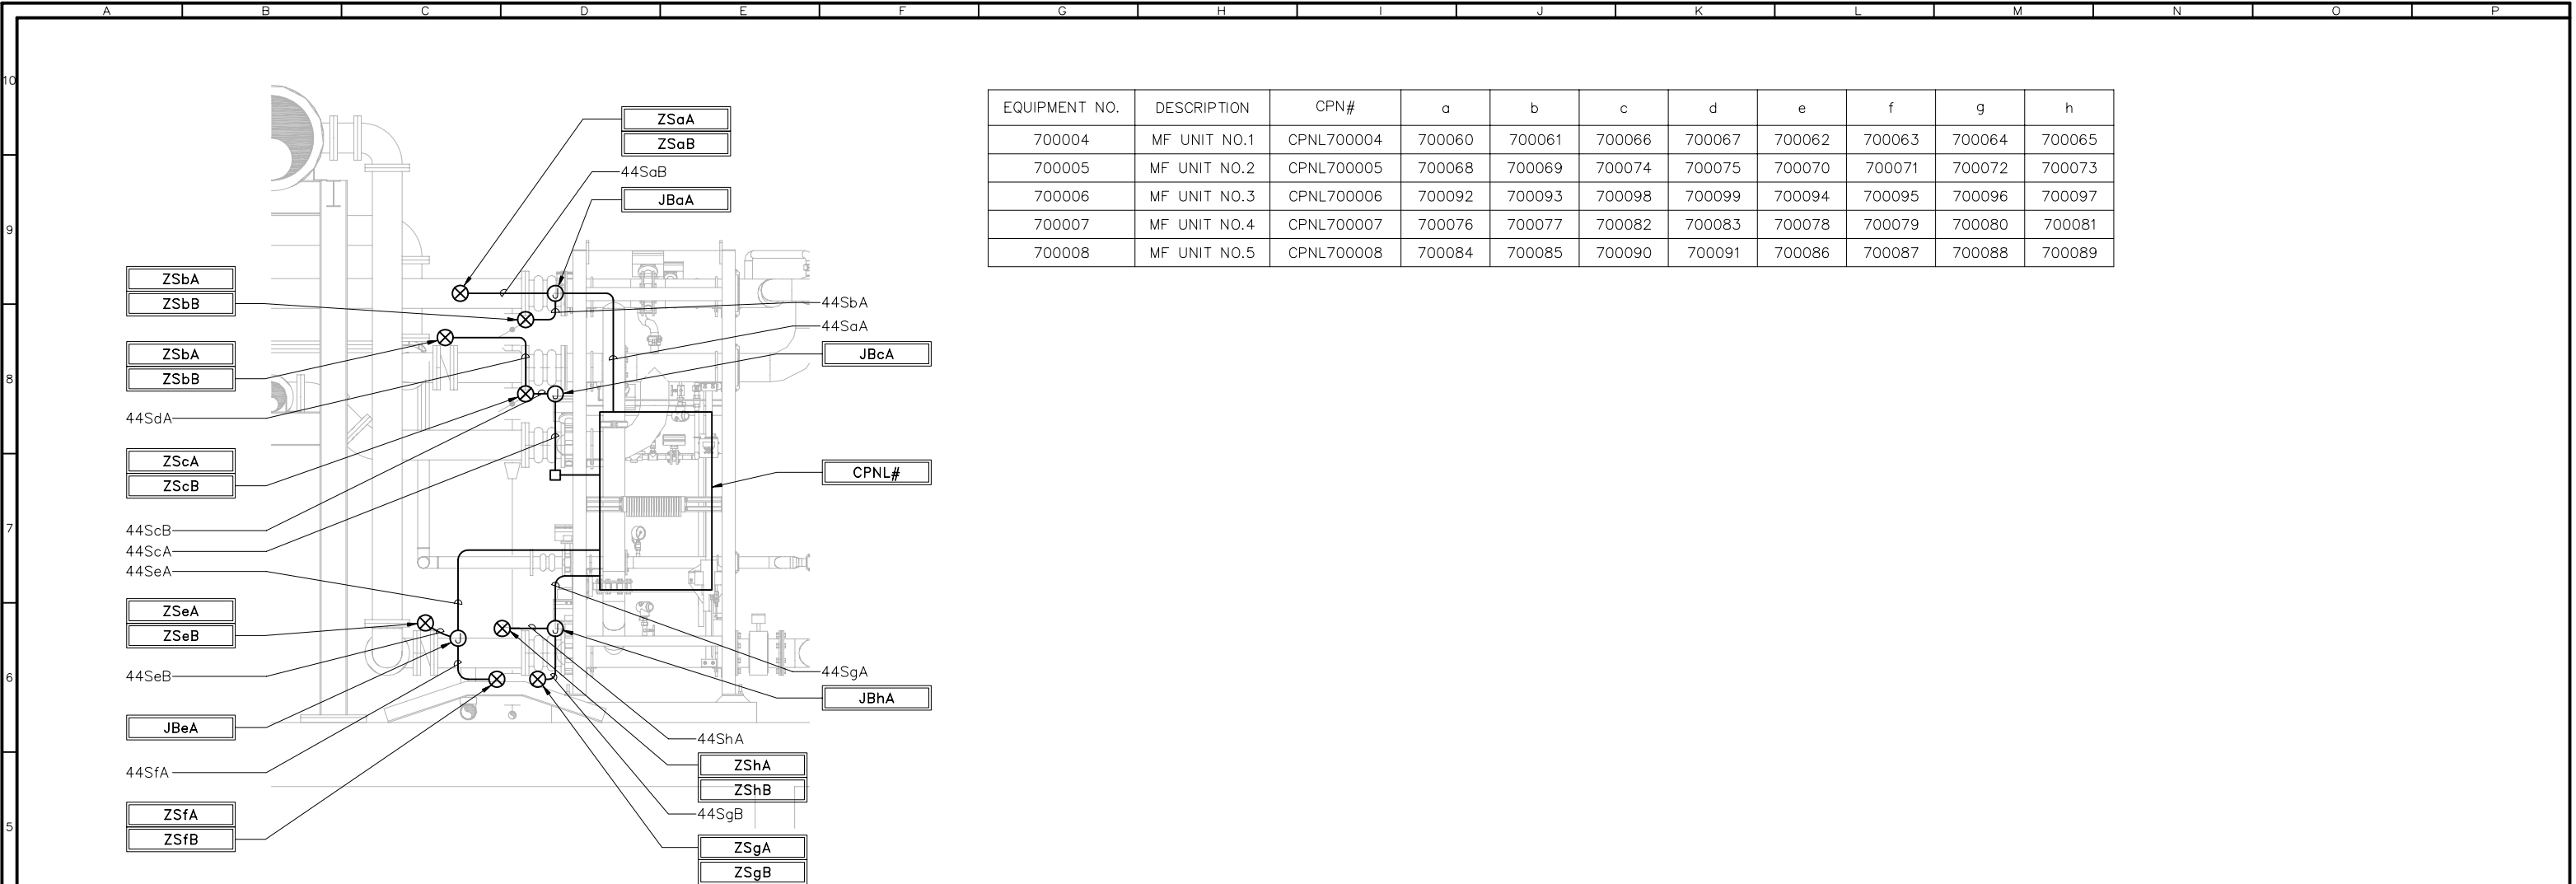 A B C D E F G H I J K L M N O P
10
9
8
7
6
5
ZSaA
ZSaB
44SaB
JBaA
ZSbA
ZSbB
ZSbA
ZSbB
44SdA
ZScA
ZScB
44ScB
44ScA
44SeA
ZSeA
ZSeB
44SeB
JBeA
44SfA
ZSfA
ZSfB
44SbA
44SaA
JBcA
CPNL#
44SgA
JBhA
44ShA
ZShA
ZShB
44SgB
ZSgA
ZSgB
J
J
J
J
EQUIPMENT NO. DESCRIPTION CPN# a b c d e f g h
700004 MF UNIT NO.1 CPNL700004 700060 700061 700066 700067 700062 700063 700064 700065
700005 MF UNIT NO.2 CPNL700005 700068 700069 700074 700075 700070 700071 700072 700073
700006 MF UNIT NO.3 CPNL700006 700092 700093 700098 700099 700094 700095 700096 700097
700007 MF UNIT NO.4 CPNL700007 700076 700077 700082 700083 700078 700079 700080 700081
700008 MF UNIT NO.5 CPNL700008 700084 700085 700090 700091 700086 700087 700088 700089